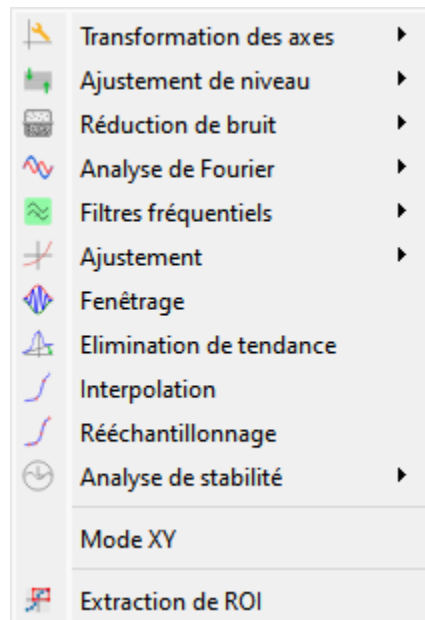 Transformation des axes
Ajustement de niveau
Réduction de bruit
Analyse de Fourier
Filtres fréquentiels
Ajustement
Fenêtrage
Elimination de tendance
Interpolation
Rééchantillonnage
Analyse de stabilité
Mode XY
Extraction de ROI